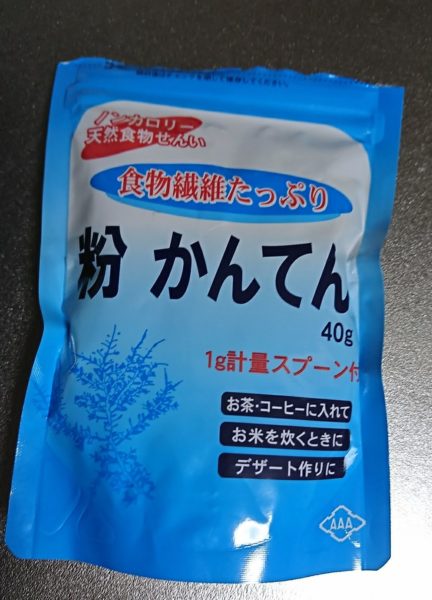 ノンカロリー
天然食物せんい
食物繊維たっぷり
粉 かんてん
40g
1g計量スプーン付
お茶・コーヒーに入れて
お米を炊くときに
デザート作りに
AAA